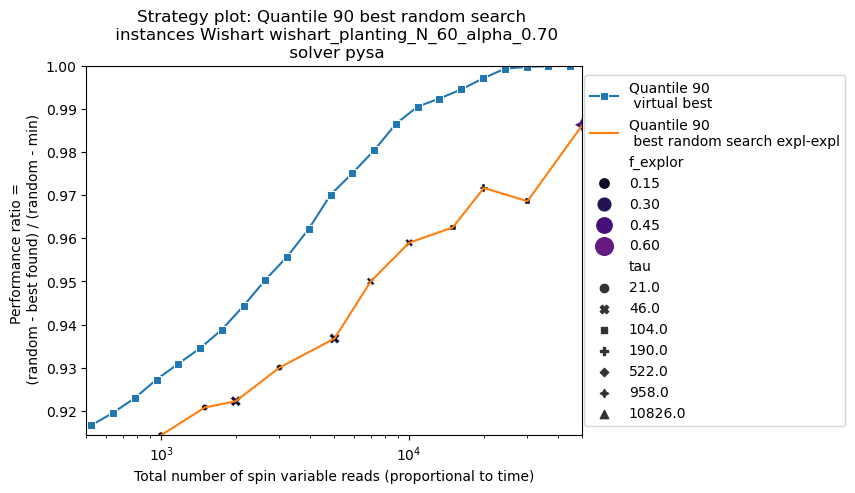 Strategy plot: Quantile 90 best random search
instances Wishart wishart_planting_N_60_alpha_0.70
solver pysa
Performance ratio =
(random - best found) / (random - min)
1.00
0.99
0.98
0.97
0.96
0.95
0.94
0.93
0.92
10³
10⁴
Total number of spin variable reads (proportional to time)
Quantile 90
virtual best
Quantile 90
best random search expl-expl
f_explor
0.15
0.30
0.45
0.60
tau
21.0
46.0
104.0
190.0
522.0
958.0
10826.0